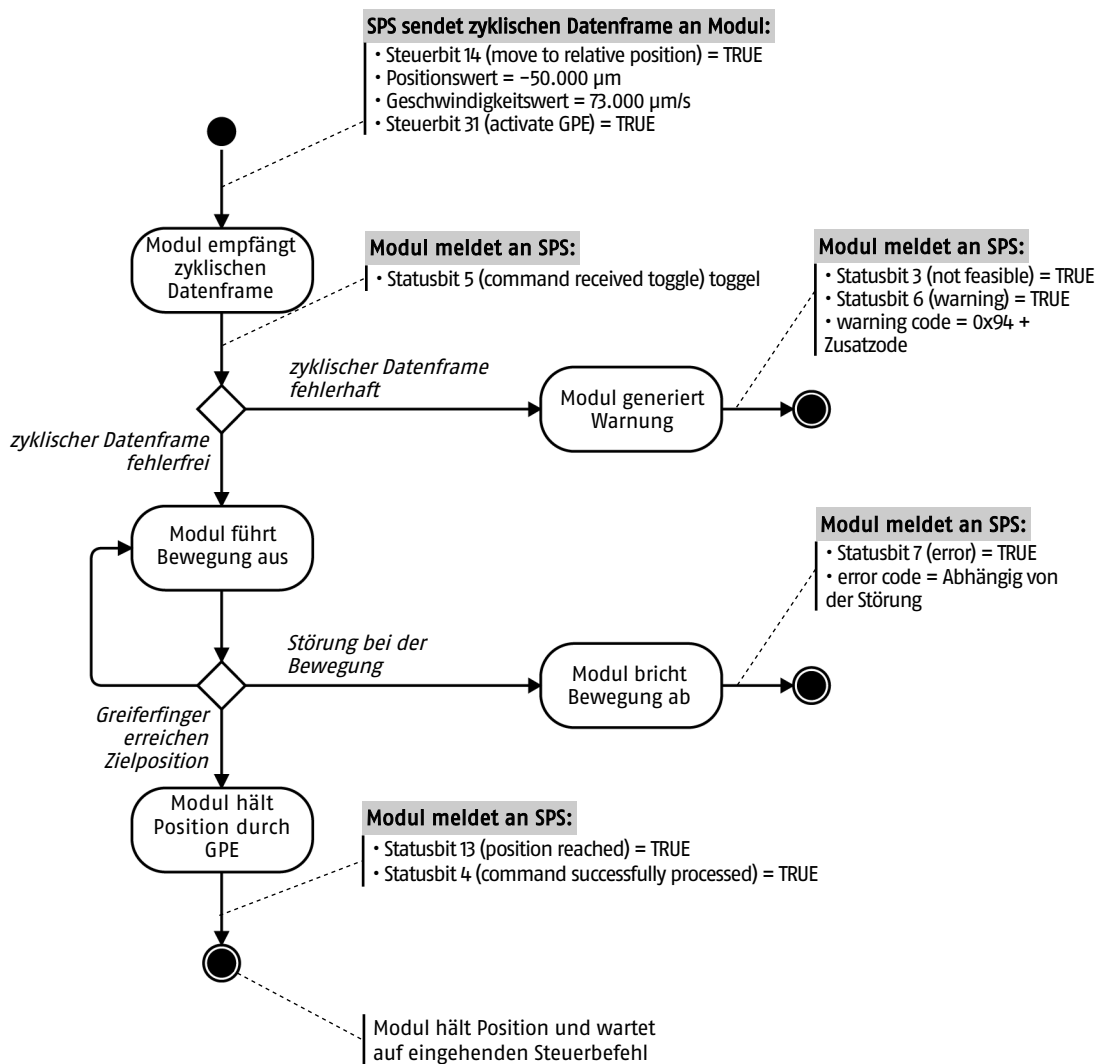 SPS sendet zyklischen Datenframe an Modul:
• Steuerbit 14 (move to relative position) = TRUE
• Positionswert = −50.000 µm
• Geschwindigkeitswert = 73.000 µm/s
• Steuerbit 31 (activate GPE) = TRUE
Modul empfängt
zyklischen
Datenframe
Modul meldet an SPS:
• Statusbit 5 (command received toggle) toggel
Modul meldet an SPS:
• Statusbit 3 (not feasible) = TRUE
• Statusbit 6 (warning) = TRUE
• warning code = 0x94 +
Zusatzode
zyklischer Datenframe
fehlerhaft
Modul generiert
Warnung
zyklischer Datenframe
fehlerfrei
Modul führt
Bewegung aus
Modul meldet an SPS:
• Statusbit 7 (error) = TRUE
• error code = Abhängig von
der Störung
Störung bei der
Bewegung
Modul bricht
Bewegung ab
Greiferfinger
erreichen
Zielposition
Modul hält
Position durch
GPE
Modul meldet an SPS:
• Statusbit 13 (position reached) = TRUE
• Statusbit 4 (command successfully processed) = TRUE
Modul hält Position und wartet
auf eingehenden Steuerbefehl